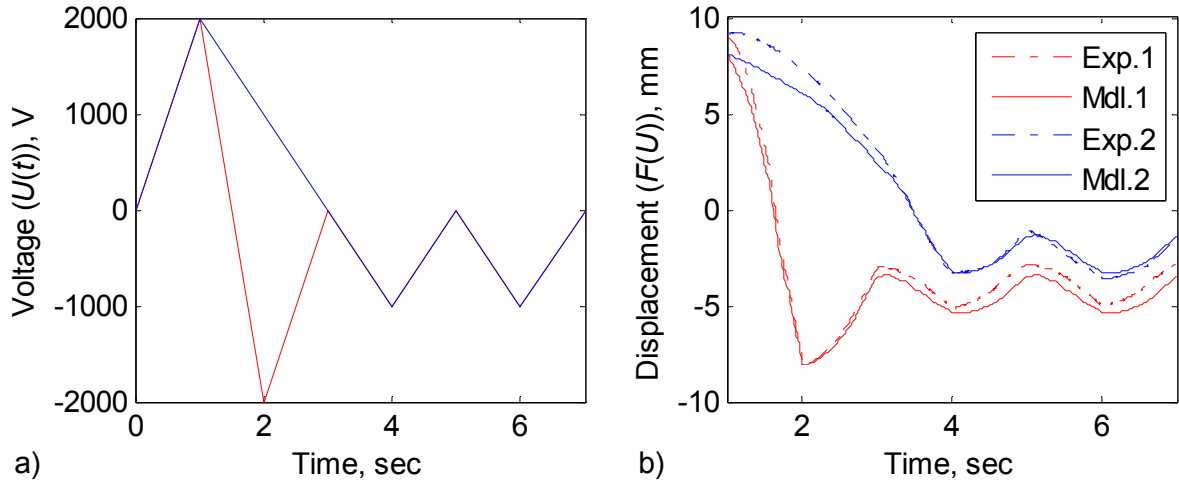 2000
1000
0
-1000
-2000
0
2
4
6
Voltage (U(t)), V
Time, sec
a)
10
5
0
-5
-10
2
4
6
Displacement (F(U)), mm
Time, sec
b)
Exp.1
Mdl.1
Exp.2
Mdl.2